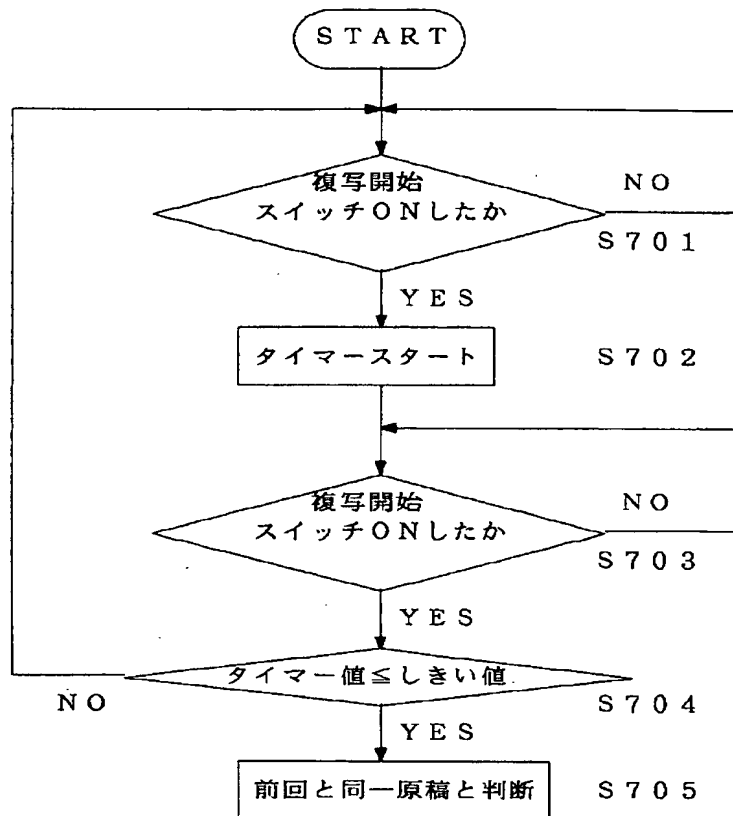 ＳＴＡＲＴ
複写開始
スイッチＯＮしたか
ＮＯ
Ｓ７０１
ＹＥＳ
タイマースタート
Ｓ７０２
複写開始
スイッチＯＮしたか
ＮＯ
Ｓ７０３
ＹＥＳ
タイマー値≦しきい値
ＮＯ
Ｓ７０４
ＹＥＳ
前回と同一原稿と判断
Ｓ７０５